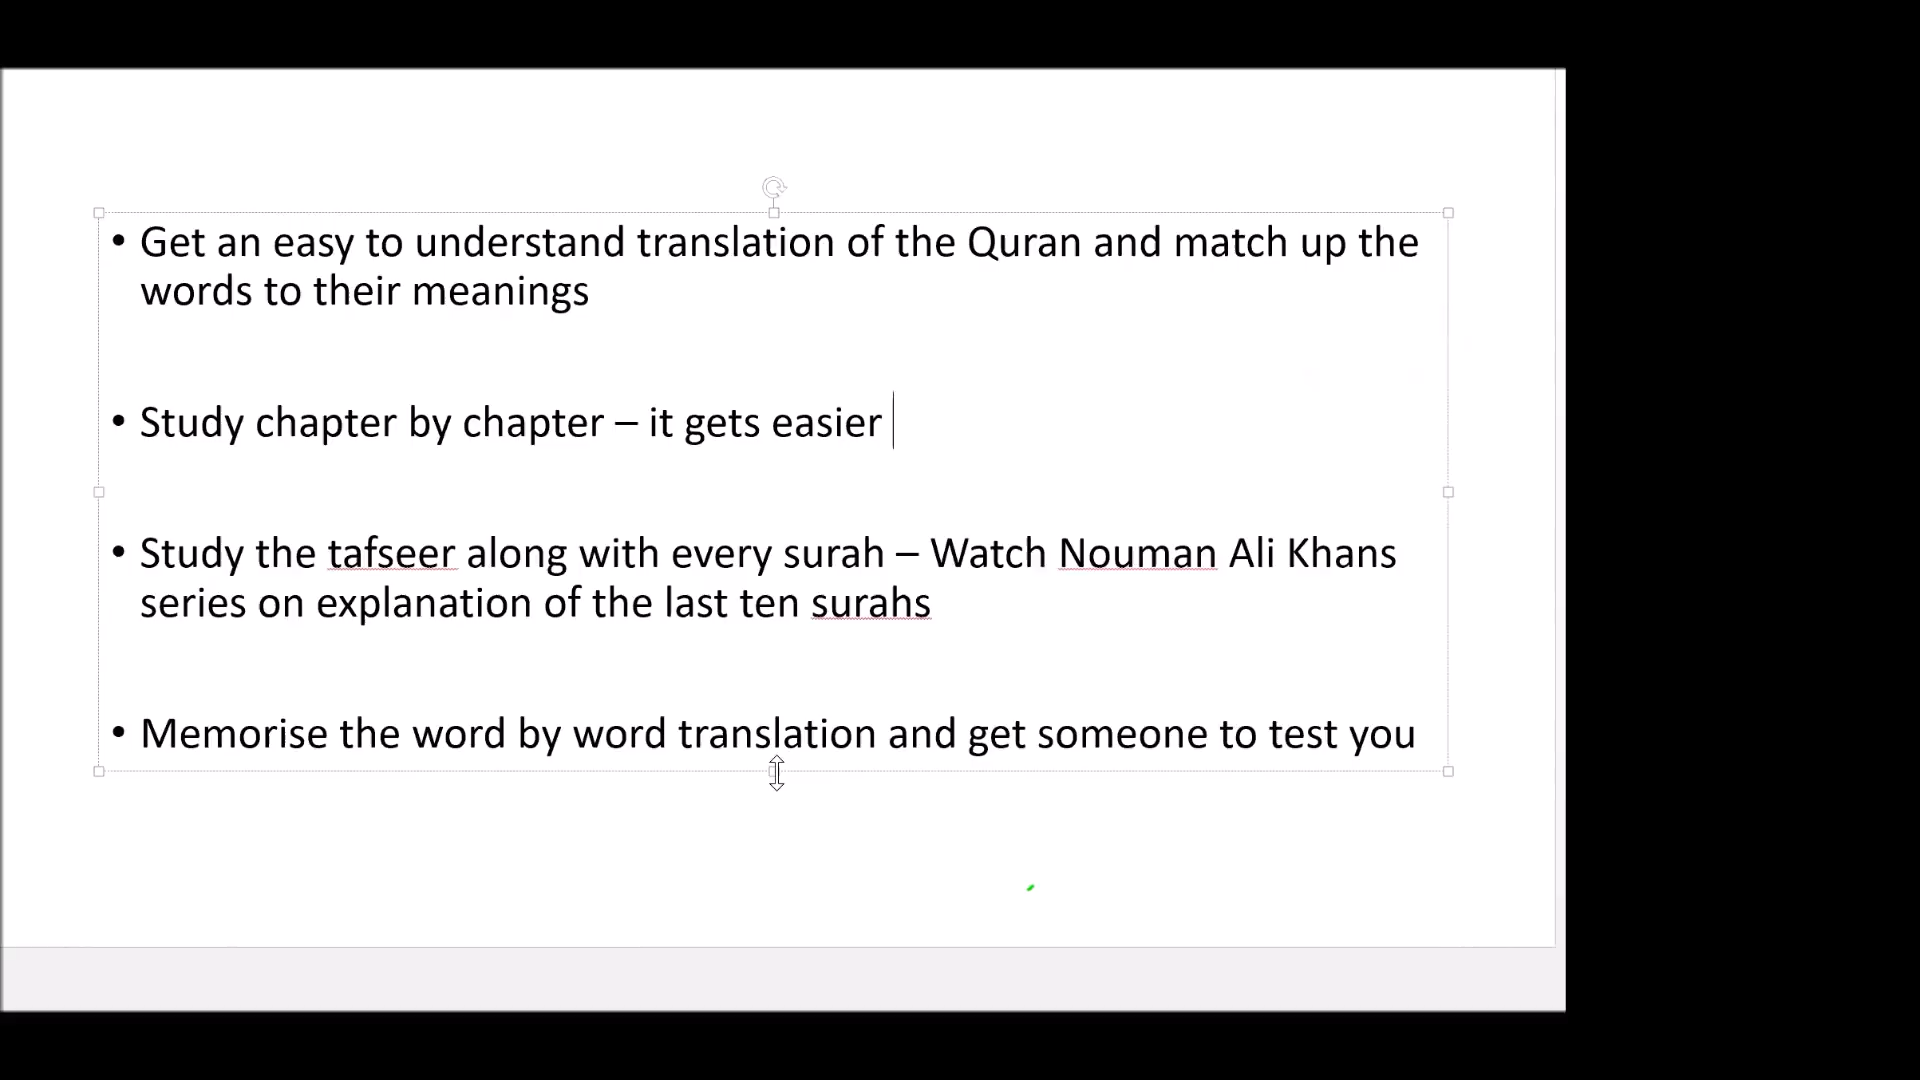 • Get an easy to understand translation of the Quran and match up the
words to their meanings
• Study chapter by chapter – it gets easier
• Study the tafseer along with every surah – Watch Nouman Ali Khans
series on explanation of the last ten surahs
• Memorise the word by word translation and get someone to test you